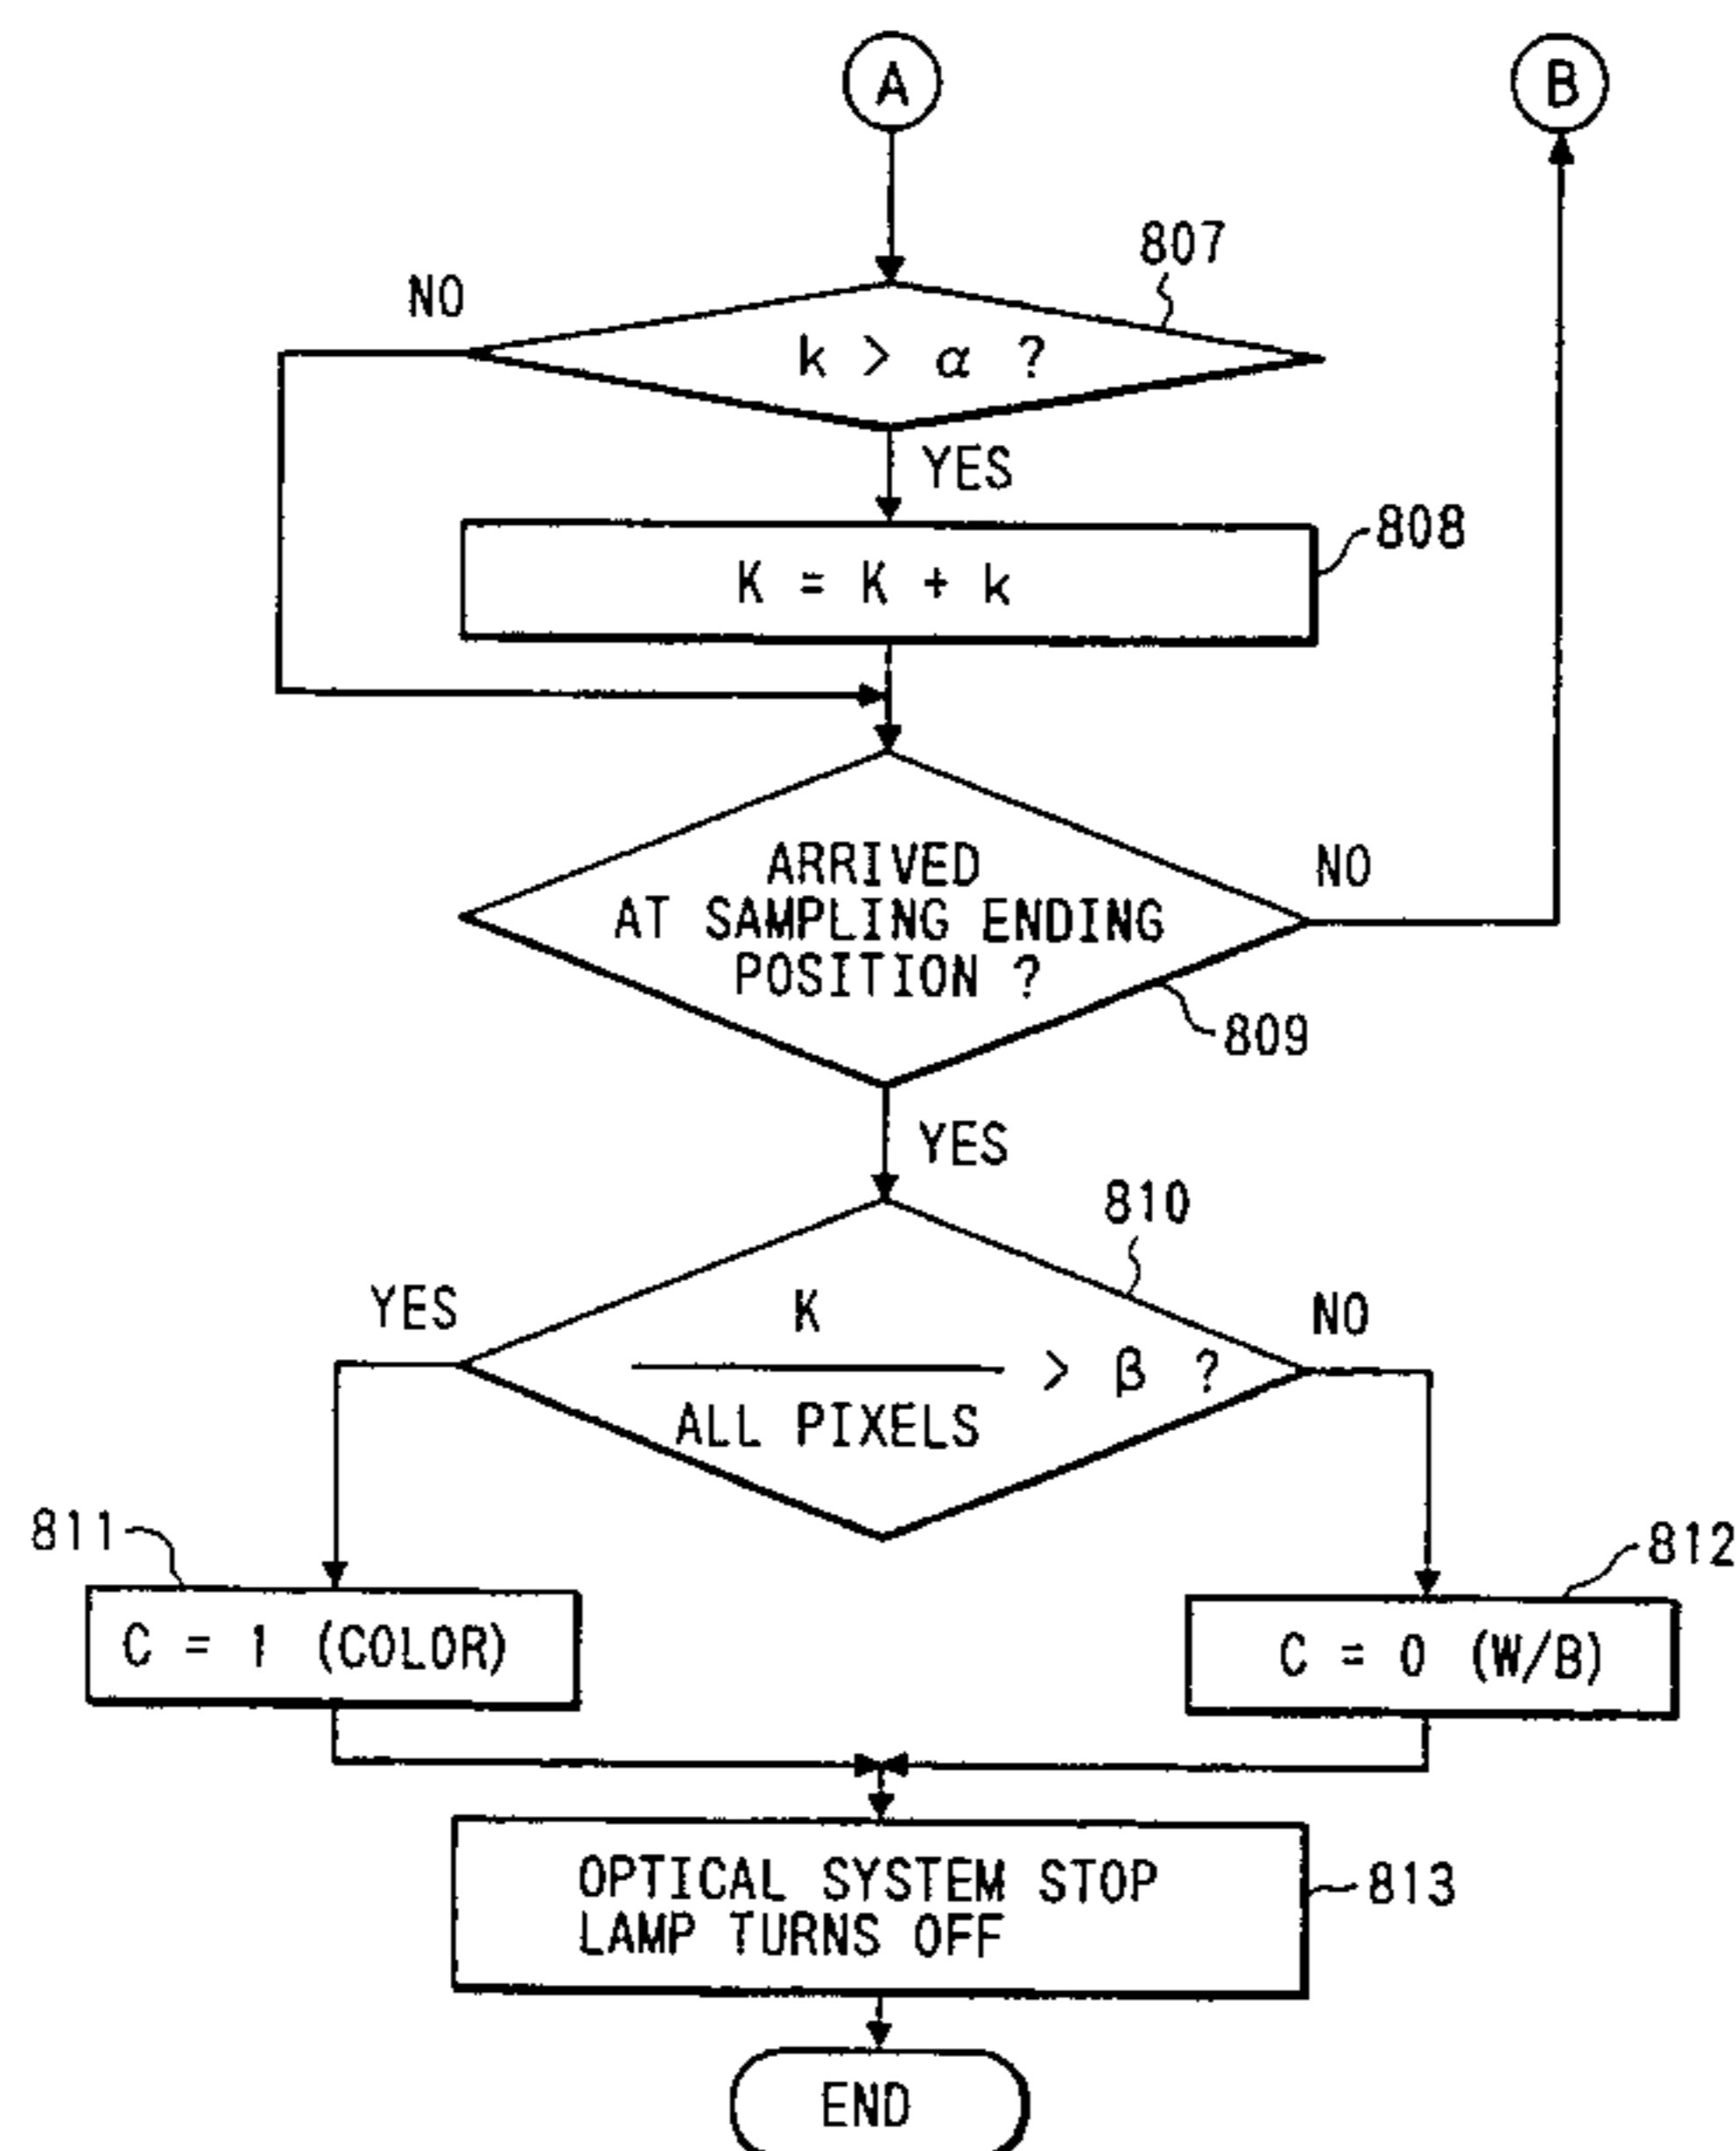 A
B
807
NO
k > α ?
YES
808
K = K + k
ARRIVED
NO
AT SAMPLING ENDING
POSITION ?
809
YES
810
YES
K
NO
> β ?
ALL PIXELS
811
812
C = 1 (COLOR)
C = 0 (W/B)
OPTICAL SYSTEM STOP
813
LAMP TURNS OFF
END